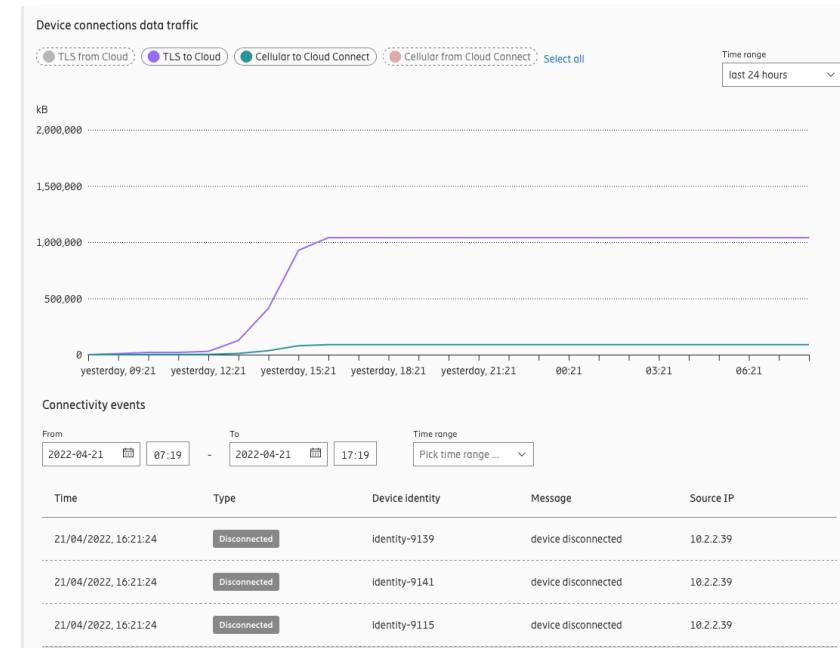 Device connections data traffic
TLS from Cloud TLS to Cloud Cellular to Cloud Connect Cellular from Cloud Connect Select all
Time range
last 24 hours
kB
2,000,000
1,500,000
1,000,000
500,000
0
yesterday, 09:21 yesterday, 12:21 yesterday, 15:21 yesterday, 18:21 yesterday, 21:21 00:21 03:21 06:21
Connectivity events
From To Time range
2022-04-21 07:19 - 2022-04-21 17:19 Pick time range ...
Time Type Device identity Message Source IP
21/04/2022, 16:21:24 Disconnected identity-9139 device disconnected 10.2.2.39
21/04/2022, 16:21:24 Disconnected identity-9141 device disconnected 10.2.2.39
21/04/2022, 16:21:24 Disconnected identity-9115 device disconnected 10.2.2.39